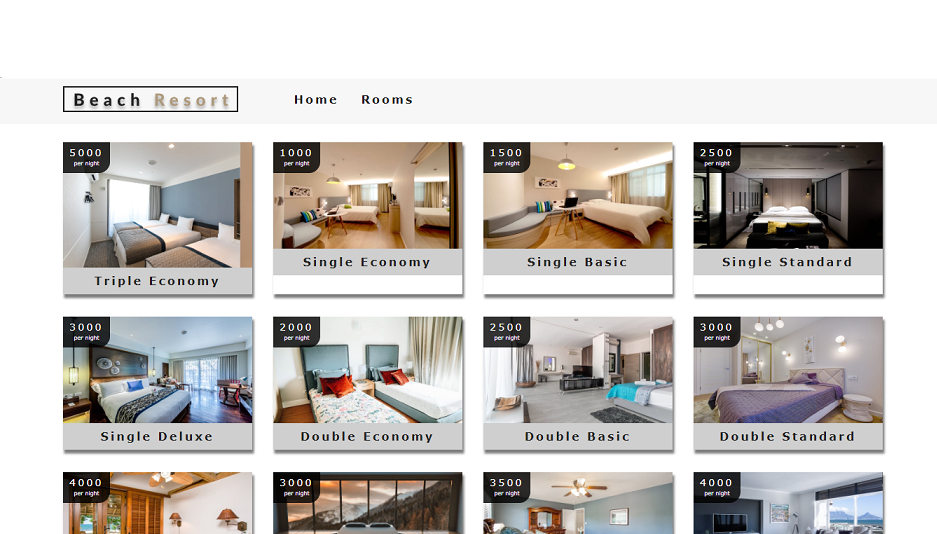 Beach Resort
Home Rooms
5000
per night
1000
per night
1500
per night
2500
per night
Triple Economy
Single Economy
Single Basic
Single Standard
3000
per night
2000
per night
2500
per night
3000
per night
Single Deluxe
Double Economy
Double Basic
Double Standard
4000
per night
3000
per night
3500
per night
4000
per night